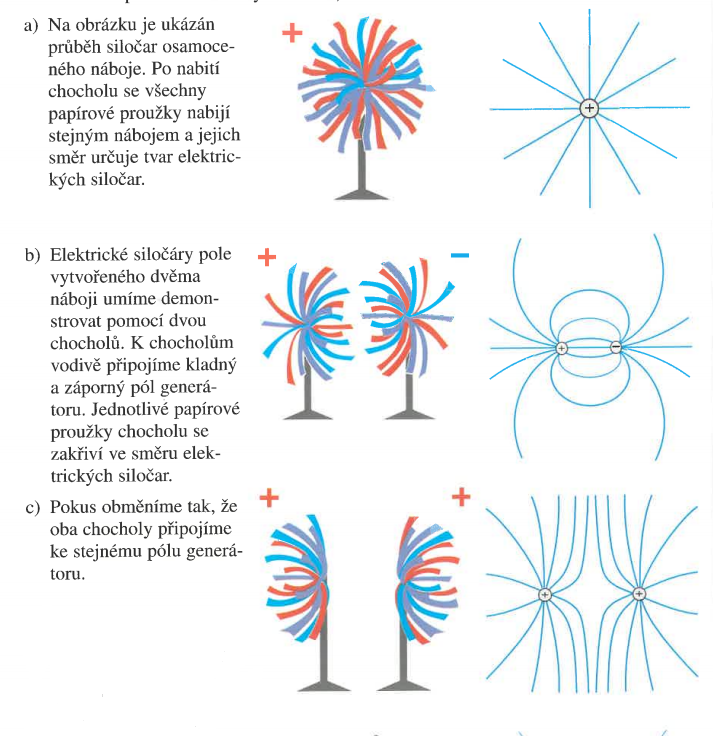 a) Na obrázku je ukázán
průběh siločar osamoce-
ného náboje. Po nabití
chocholu se všechny
papírové proužky nabijí
stejným nábojem a jejich
směr určuje tvar elektric-
kých siločar.
+
+
b) Elektrické siločáry pole
vytvořeného dvěma
náboji umíme demon-
strovat pomocí dvou
chocholů. K chocholům
vodivě připojíme kladný
a záporný pól generá-
toru. Jednotlivé papírové
proužky chocholu se
zakřiví ve směru elek-
trických siločar.
+ −
+ −
c) Pokus obměníme tak, že
oba chocholy připojíme
ke stejnému pólu generá-
toru.
+ +
+ +